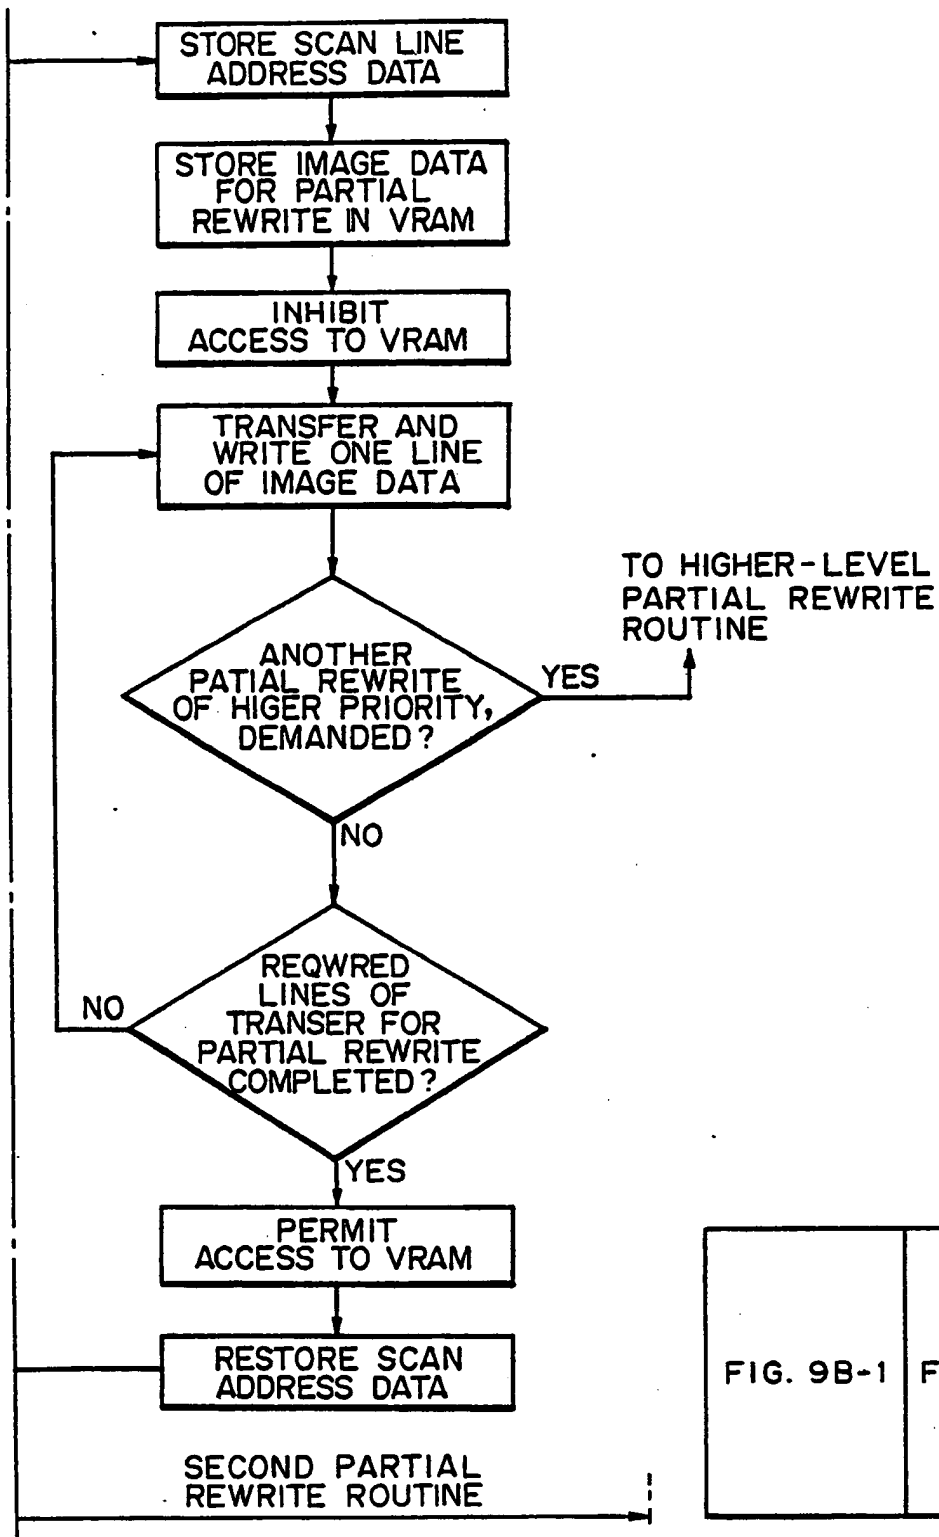 STORE SCAN LINE
ADDRESS DATA
STORE IMAGE DATA
FOR PARTIAL
REWRITE IN VRAM
INHIBIT
ACCESS TO VRAM
TRANSFER AND
WRITE ONE LINE
OF IMAGE DATA
TO HIGHER-LEVEL
PARTIAL REWRITE
ROUTINE
ANOTHER
PATIAL REWRITE
OF HIGER PRIORITY,
DEMANDED?
YES
NO
REQWRED
LINES OF
TRANSER FOR
PARTIAL REWRITE
COMPLETED?
NO
YES
PERMIT
ACCESS TO VRAM
RESTORE SCAN
ADDRESS DATA
FIG. 9B-1
F
SECOND PARTIAL
REWRITE ROUTINE